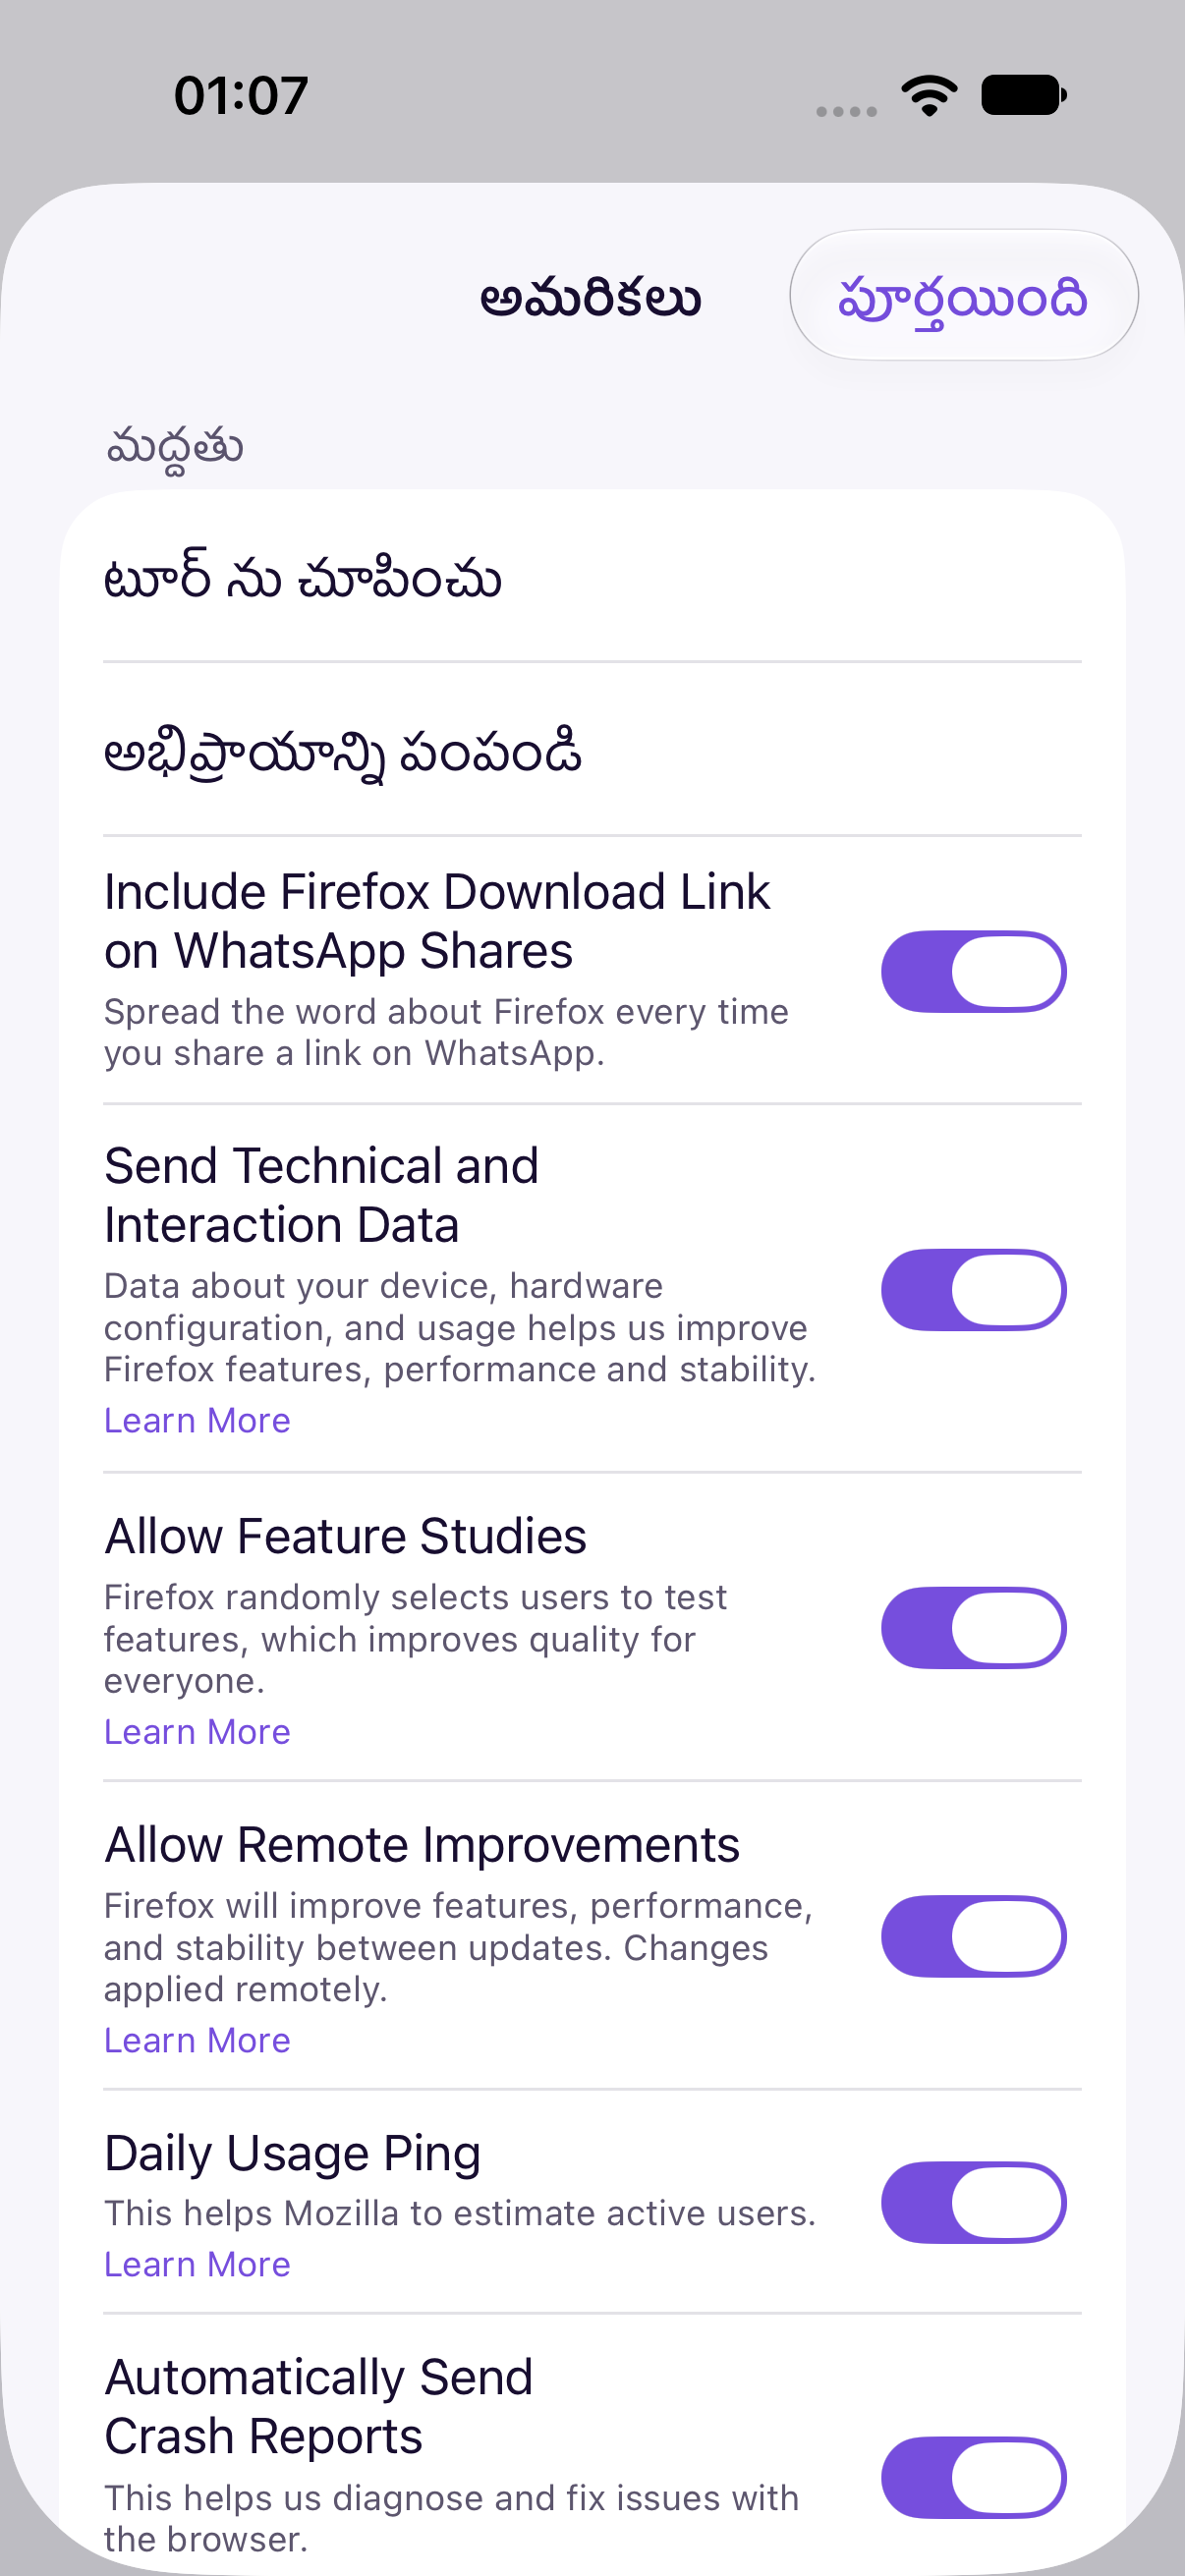 01:07
అమరికలు
పూర్తయింది
మద్దతు
టూర్ ను చూపించు
అభిప్రాయాన్ని పంపండి
Include Firefox Download Link
on WhatsApp Shares
Spread the word about Firefox every time
you share a link on WhatsApp.
Send Technical and
Interaction Data
Data about your device, hardware
configuration, and usage helps us improve
Firefox features, performance and stability.
Learn More
Allow Feature Studies
Firefox randomly selects users to test
features, which improves quality for
everyone.
Learn More
Allow Remote Improvements
Firefox will improve features, performance,
and stability between updates. Changes
applied remotely.
Learn More
Daily Usage Ping
This helps Mozilla to estimate active users.
Learn More
Automatically Send
Crash Reports
This helps us diagnose and fix issues with
the browser.